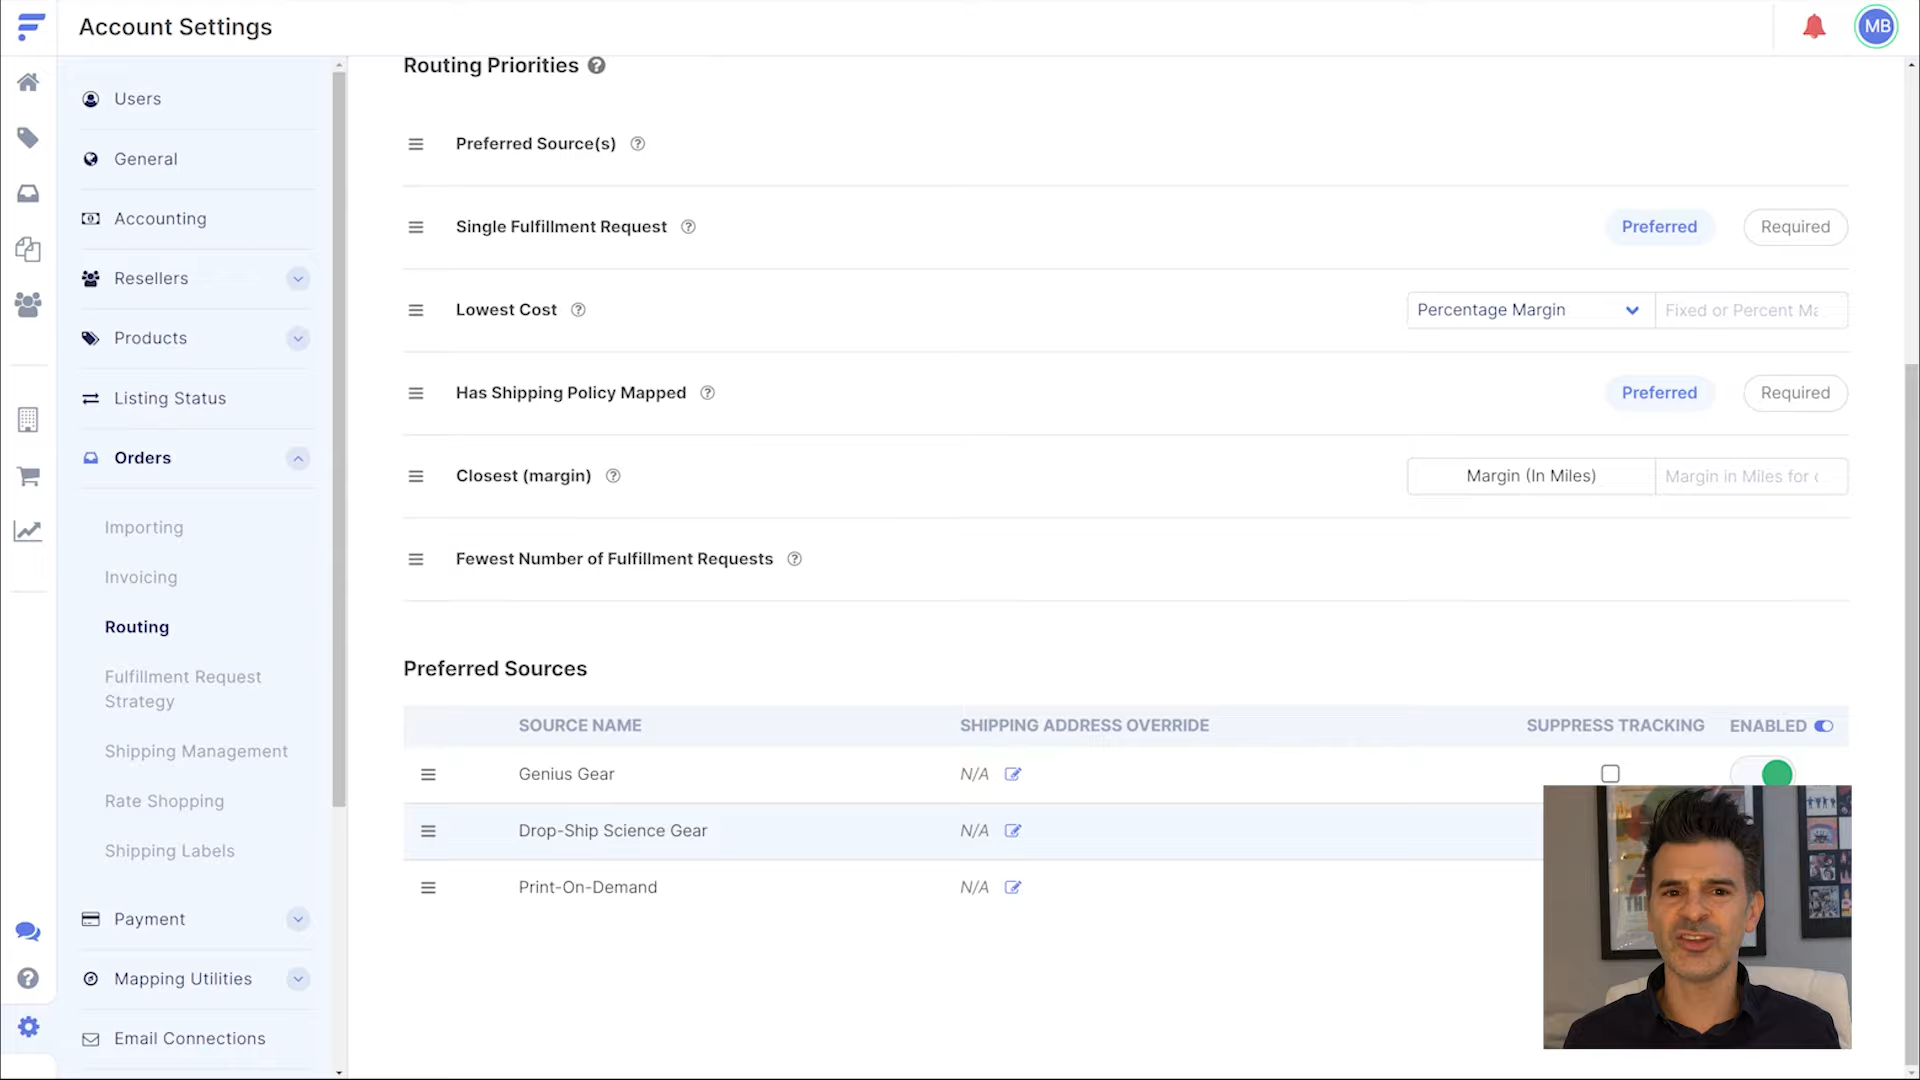 Account Settings
MB
Users
General
Accounting
Resellers
Products
Listing Status
Orders
Importing
Invoicing
Routing
Fulfillment Request
Strategy
Shipping Management
Rate Shopping
Shipping Labels
Payment
Mapping Utilities
Email Connections
Routing Priorities
Preferred Source(s)
Single Fulfillment Request
Preferred
Required
Lowest Cost
Percentage Margin
Fixed or Percent Ma
Has Shipping Policy Mapped
Preferred
Required
Closest (margin)
Margin (In Miles)
Margin in Miles for
Fewest Number of Fulfillment Requests
Preferred Sources
SOURCE NAME SHIPPING ADDRESS OVERRIDE SUPPRESS TRACKING ENABLED
Genius Gear N/A
Drop-Ship Science Gear N/A
Print-On-Demand N/A